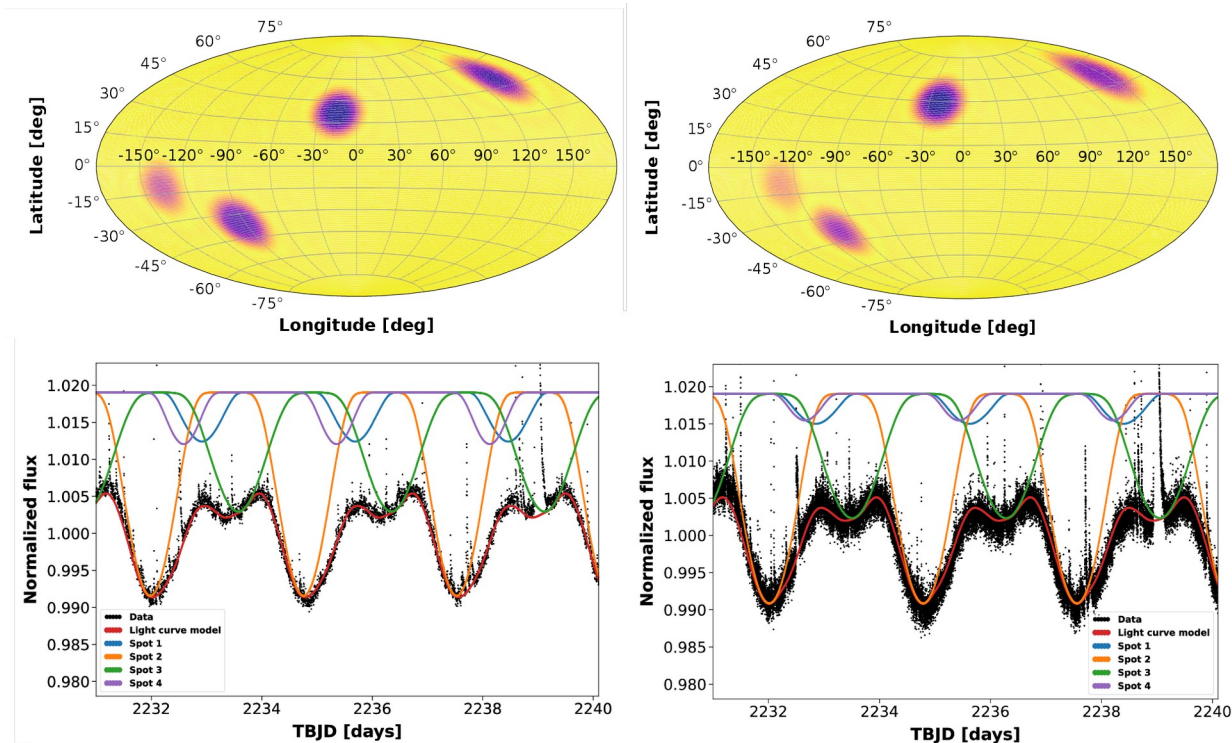 75°
60°
45°
30°
15°
0°
-15°
-30°
-45°
-60°
-75°
-150° -120° -90° -60° -30° 0° 30° 60° 90° 120° 150°
Latitude [deg]
Longitude [deg]
75°
60°
45°
30°
15°
0°
-15°
-30°
-45°
-60°
-75°
-150° -120° -90° -60° -30° 0° 30° 60° 90° 120° 150°
Latitude [deg]
Longitude [deg]
1.020
1.015
1.010
1.005
1.000
0.995
0.990
0.985
0.980
Normalized flux
Data
Light curve model
Spot 1
Spot 2
Spot 3
Spot 4
2232 2234 2236 2238 2240
TBJD [days]
1.020
1.015
1.010
1.005
1.000
0.995
0.990
0.985
0.980
Normalized flux
Data
Light curve model
Spot 1
Spot 2
Spot 3
Spot 4
2232 2234 2236 2238 2240
TBJD [days]